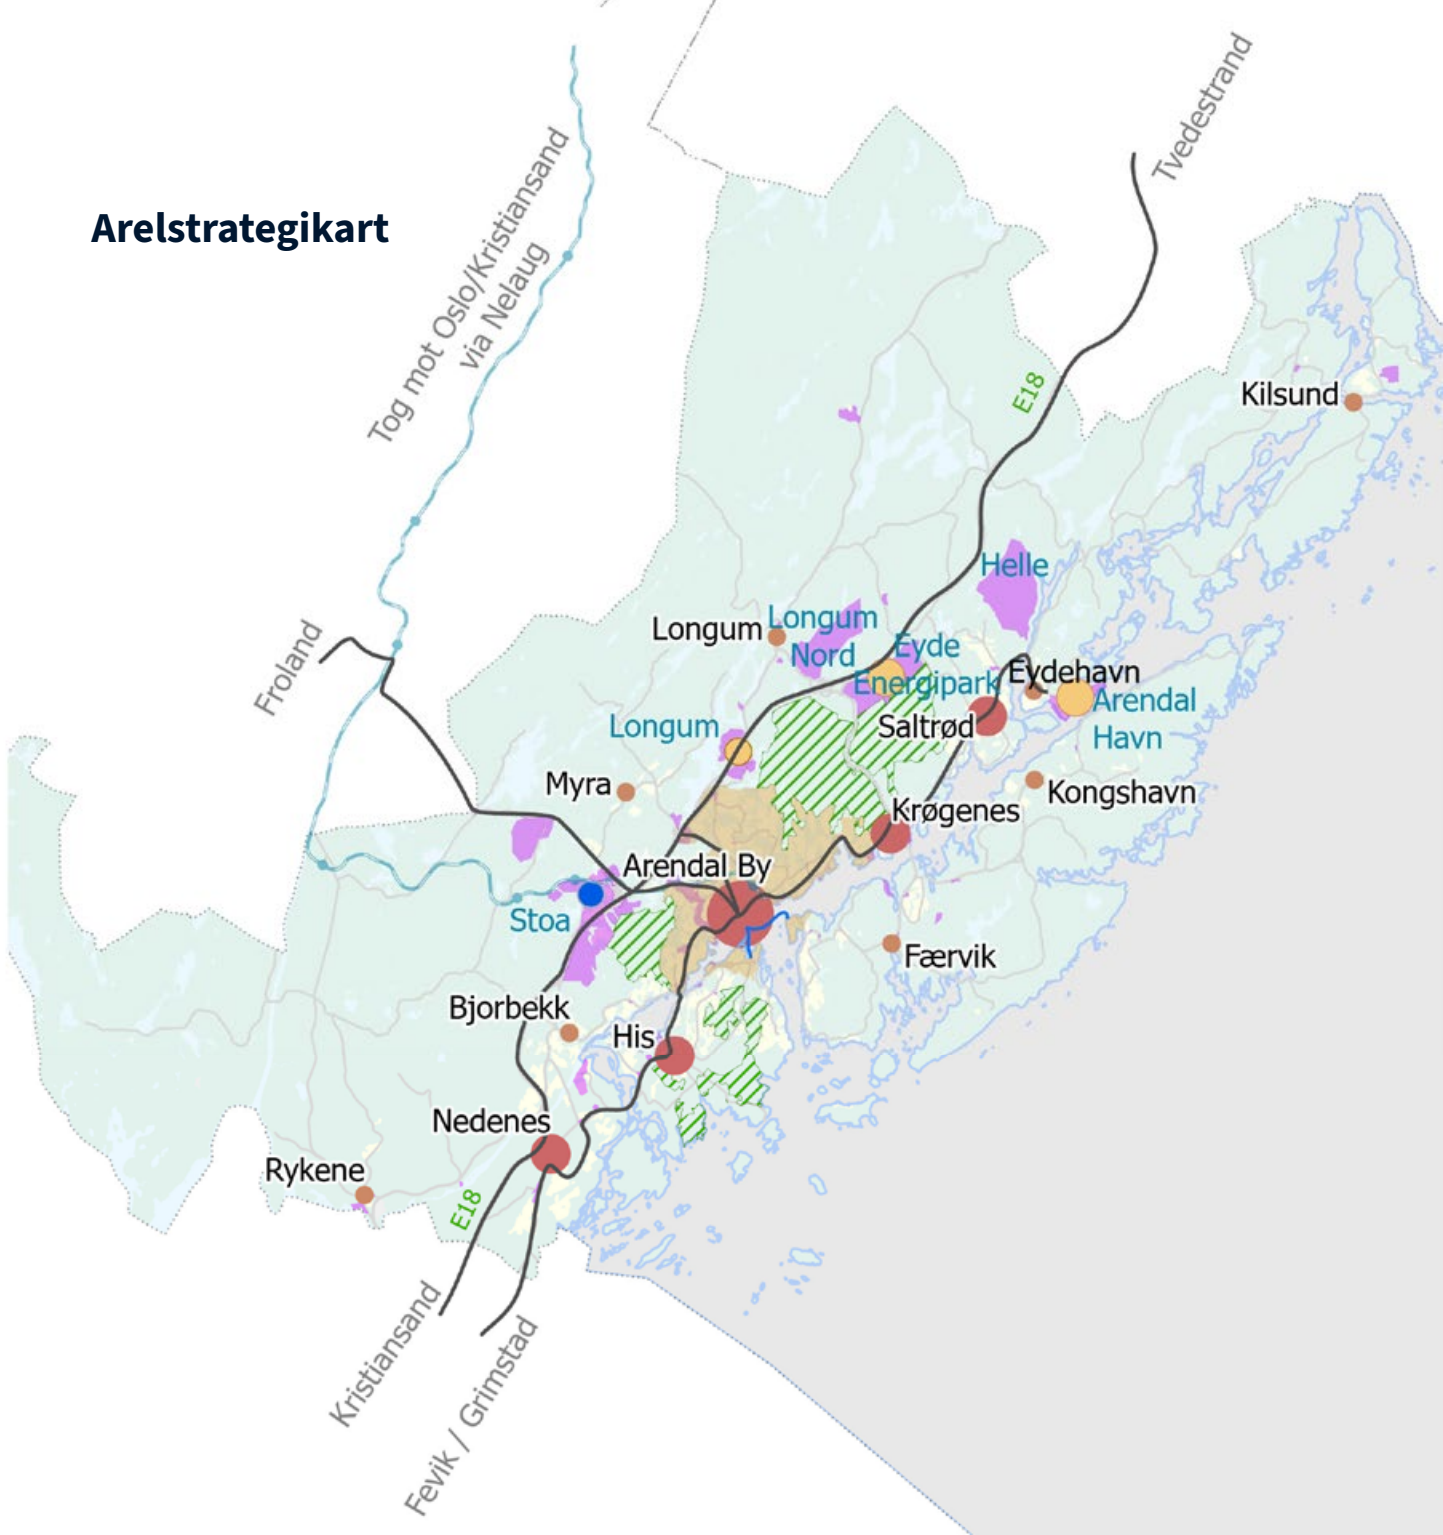 Arelstrategikart
Tog mot Oslo/Kristiansand
via Nelaug
Tvedestrand
E18
Kilsund
Helle
Longum
Longum
Nord
Eyde
Energipark
Eydehavn
Arendal
Havn
Saltrød
Froland
Longum
Myra
Kongshavn
Krøgenes
Arendal By
Stoa
Færvik
Bjorbekk
His
Nedenes
Rykene
E18
Kristiansand
Fevik / Grimstad